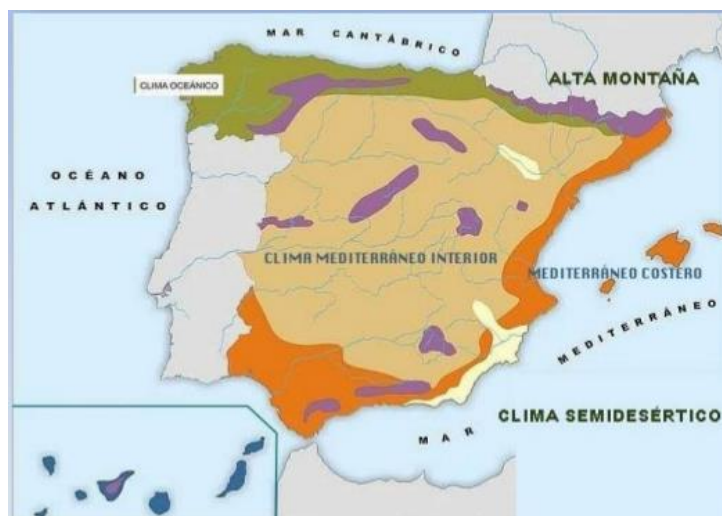 MAR CANTÁBRICO
ALTA MONTAÑA
CLIMA OCEÁNICO
OCÉANO
ATLÁNTICO
CLIMA MEDITERRÁNEO INTERIOR
MEDITERRÁNEO COSTERO
MAR MEDITERRÁNEO
CLIMA SEMIDESÉRTICO